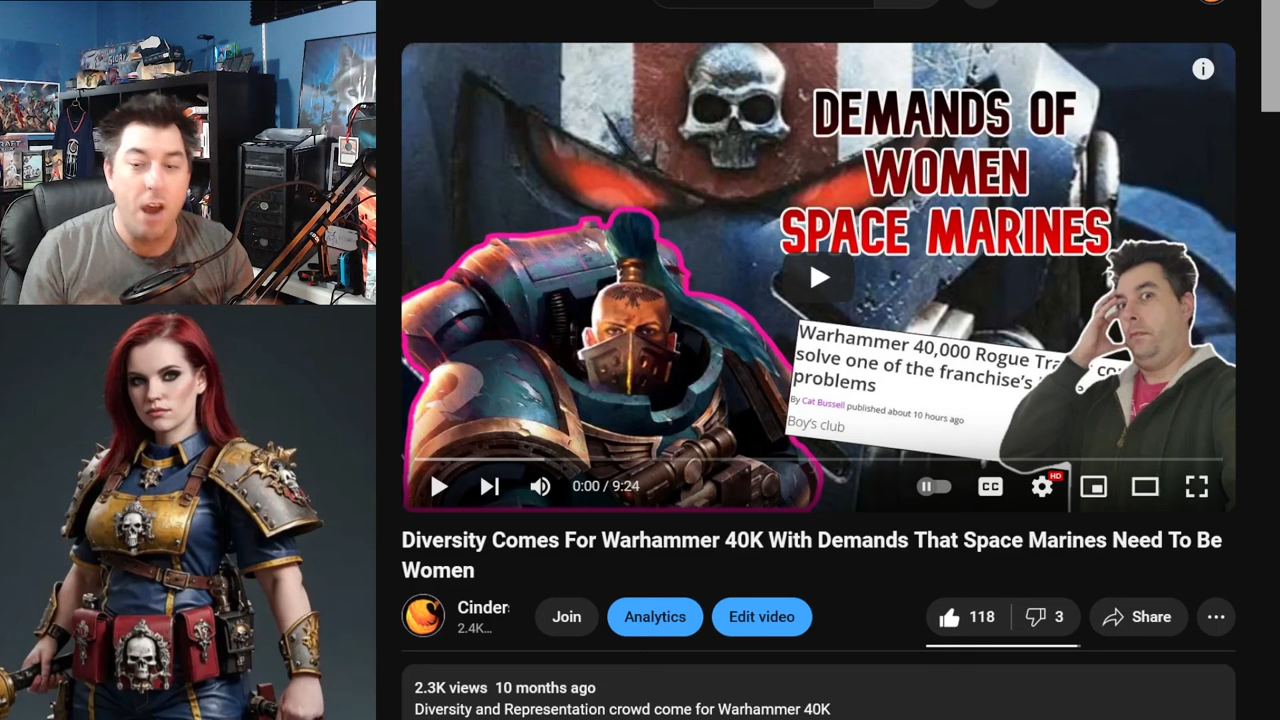 DEMANDS OF
WOMEN
SPACE MARINES
Warhammer 40,000 Rogue
solve one of the franchise's
problems
By Cat Bussell published about 10 hours ago
Boy's club
0:00 / 9:24
CC
HD
Diversity Comes For Warhammer 40K With Demands That Space Marines Need To Be
Women
Cinder
2.4K...
Join
Analytics
Edit video
118
3
Share
2.3K views 10 months ago
Diversity and Representation crowd come for Warhammer 40K